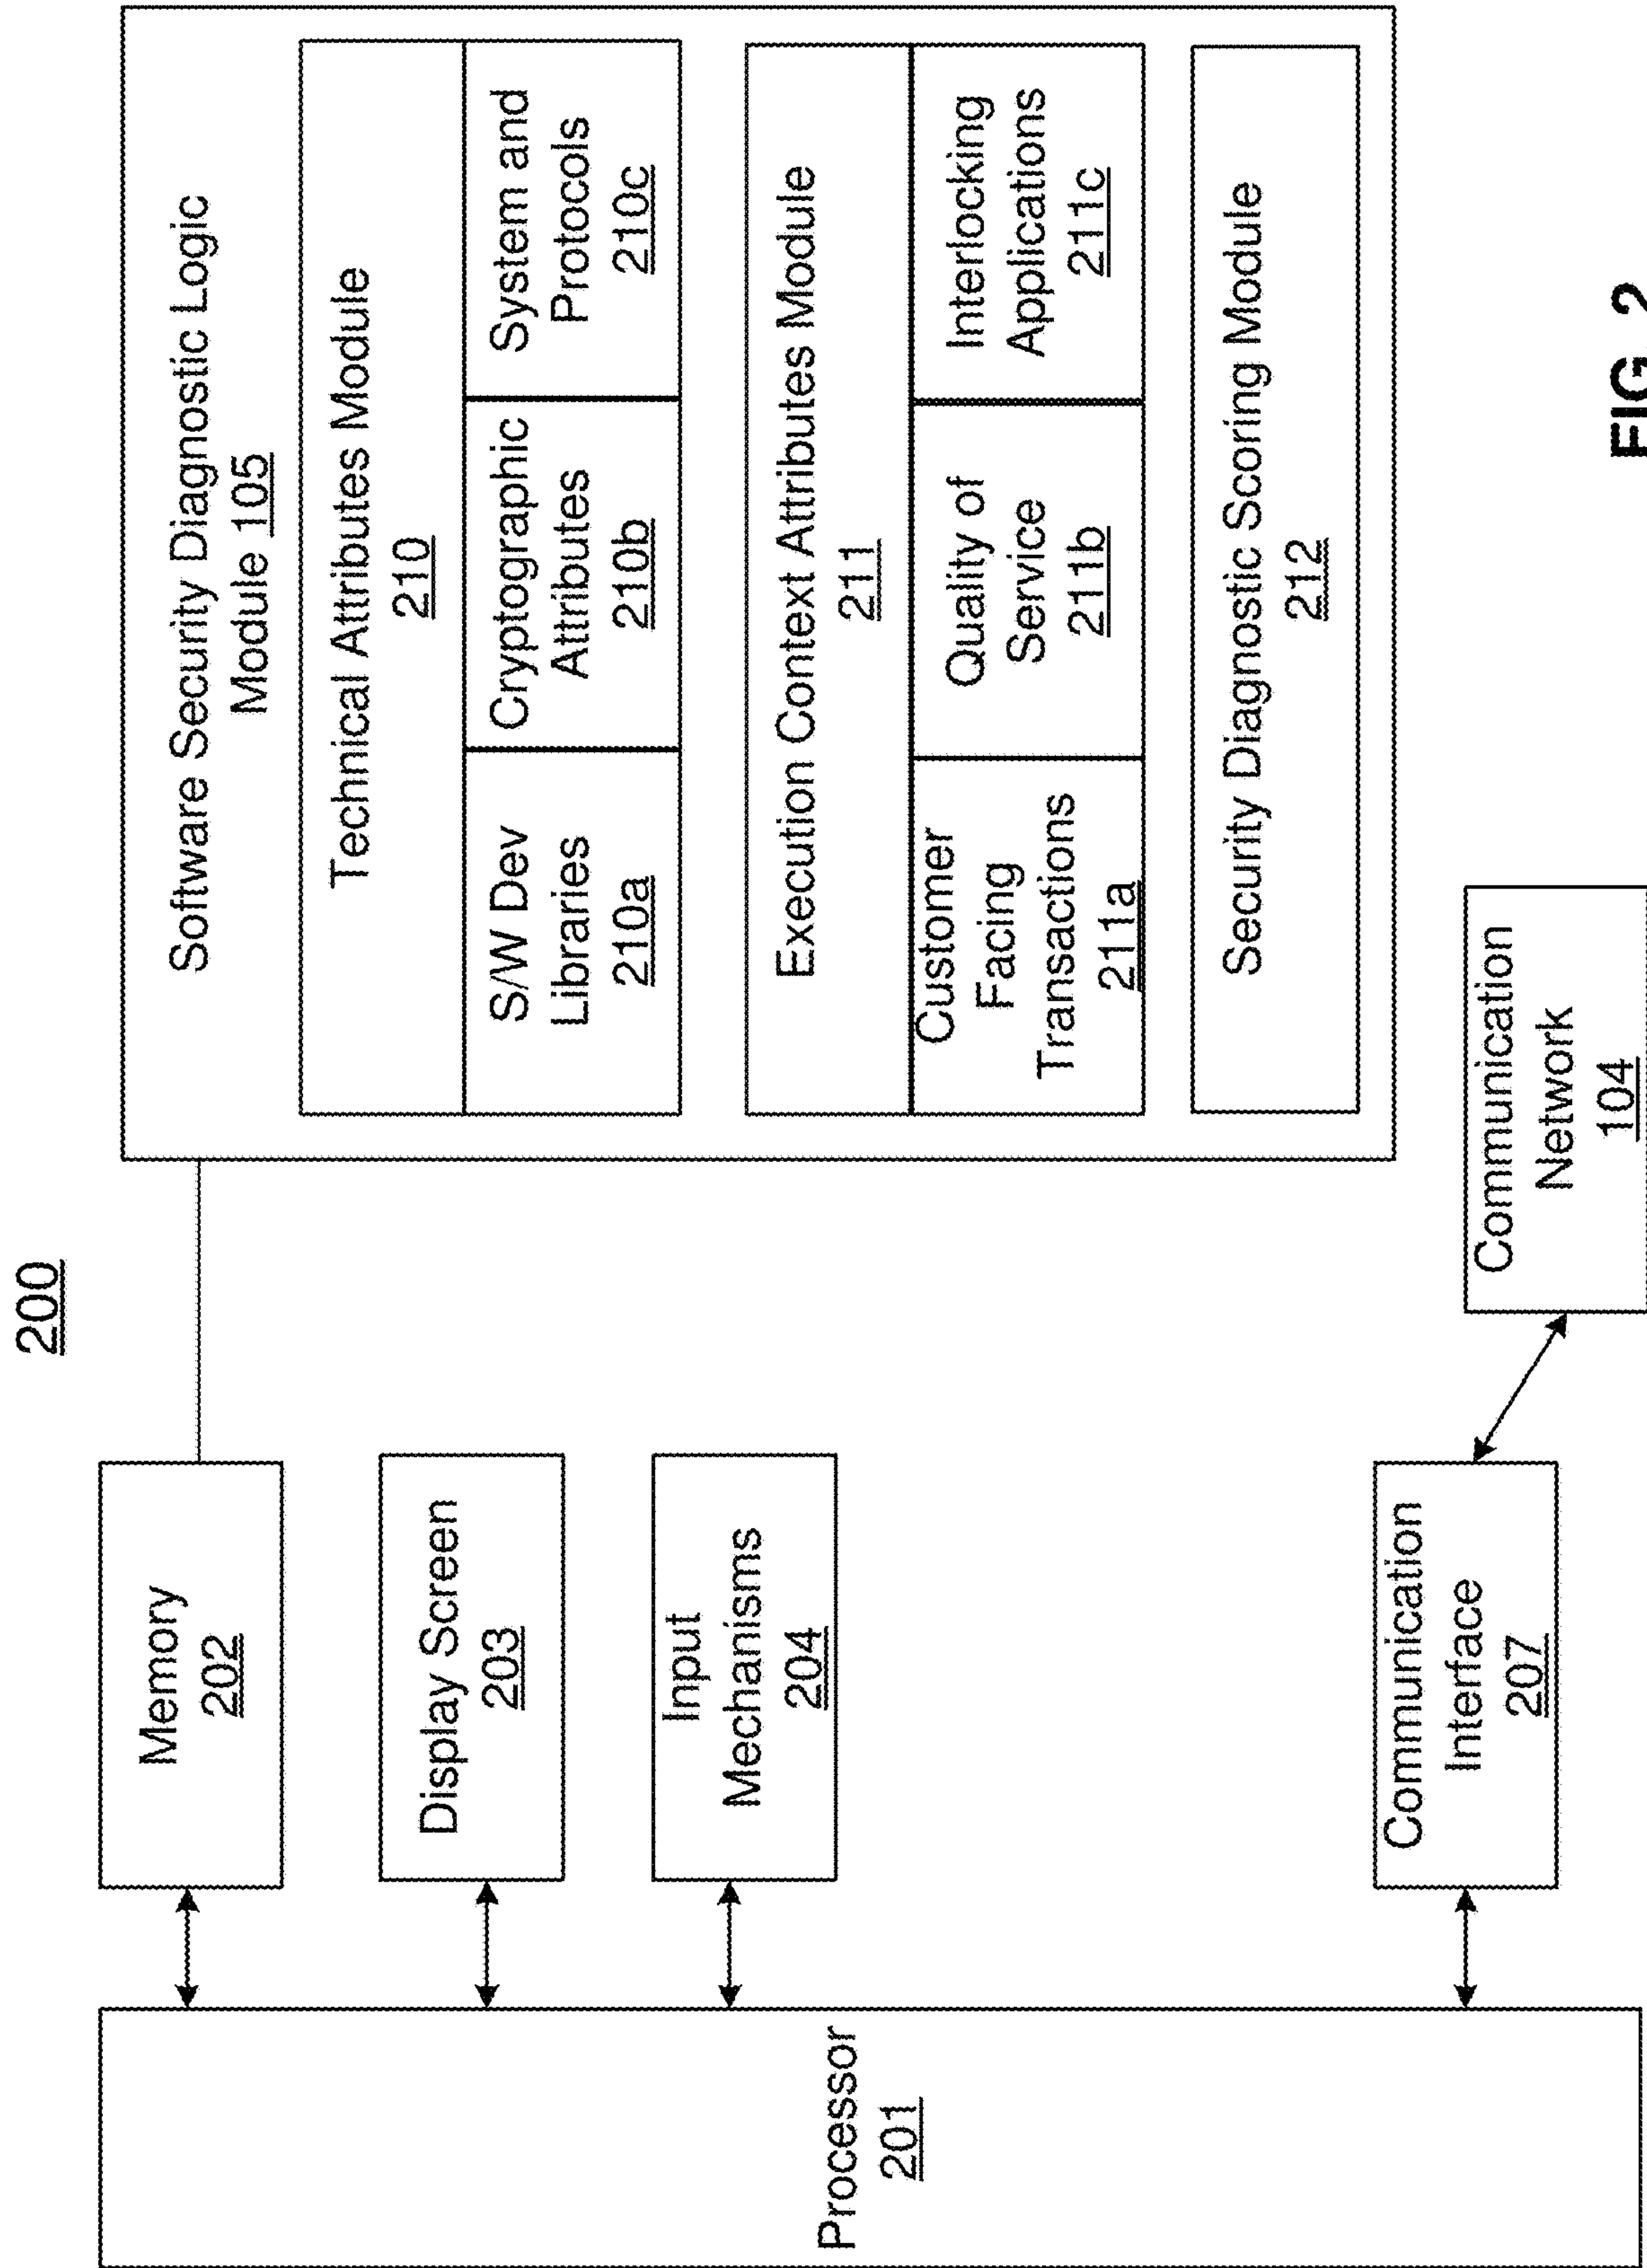 200
Processor
201
Memory
202
Display Screen
203
Input
Mechanisms
204
Communication
Interface
207
Communication
Network
104
Software Security Diagnostic Logic
Module 105
Technical Attributes Module
210
S/W Dev
Libraries
210a
Cryptographic
Attributes
210b
System and
Protocols
210c
Execution Context Attributes Module
211
Customer
Facing
Transactions
211a
Quality of
Service
211b
Interlocking
Applications
211c
Security Diagnostic Scoring Module
212
FIG. 2